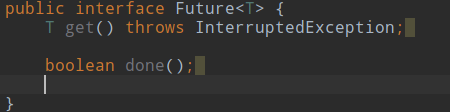 public interface Future<T> {
    T get() throws InterruptedException;
    boolean done();
}